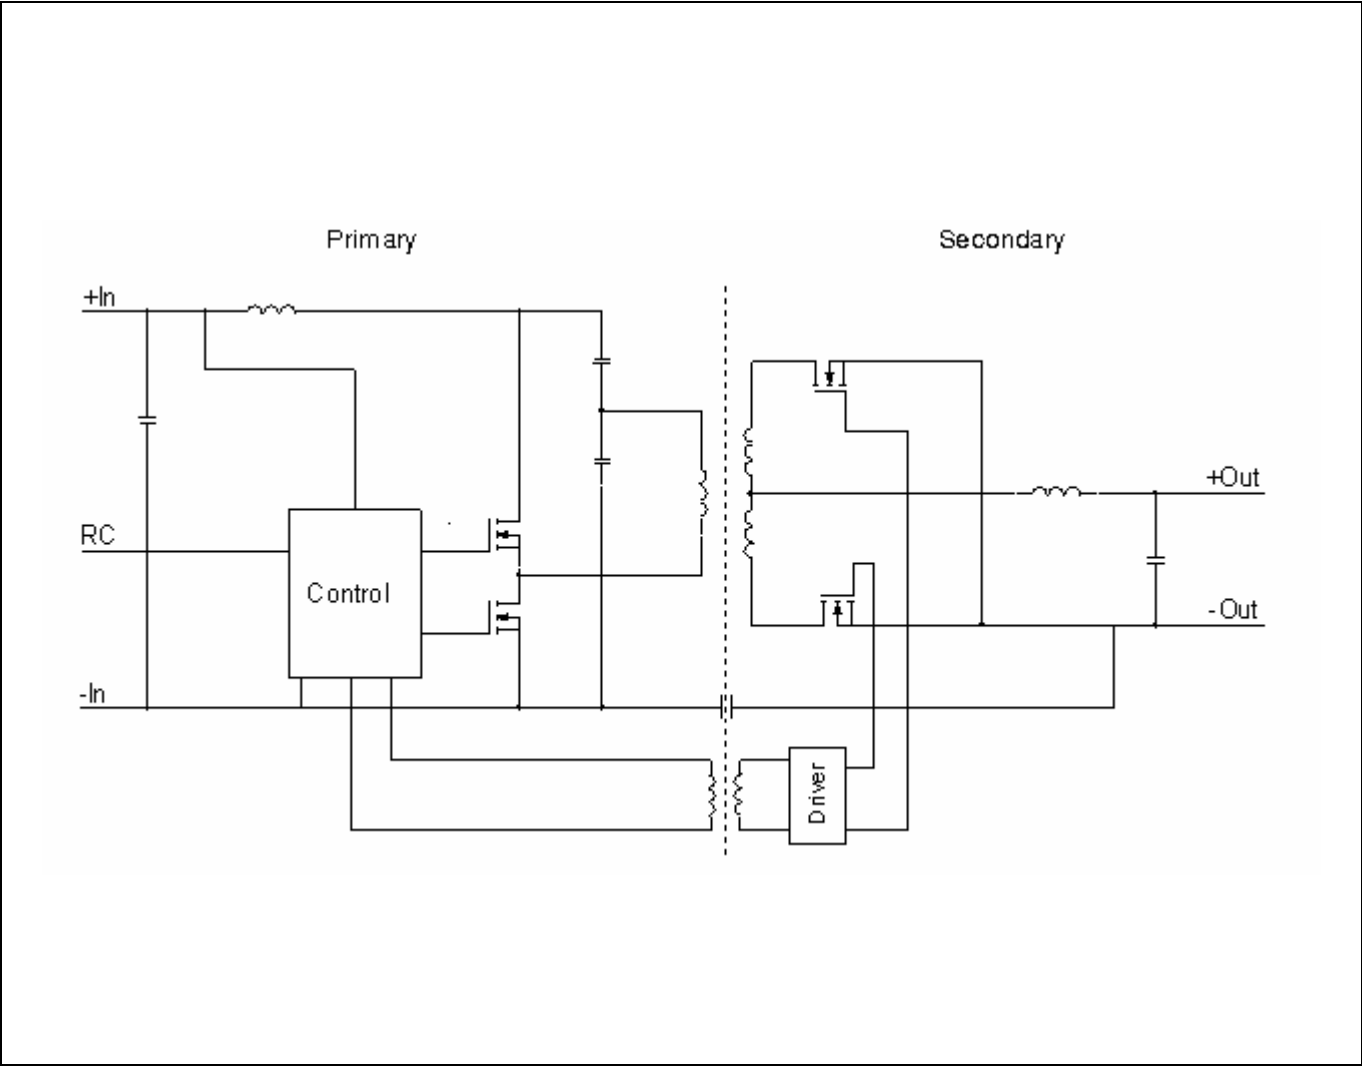 Primary
Secondary
+In
+Out
RC
Control
-Out
-In
Driver